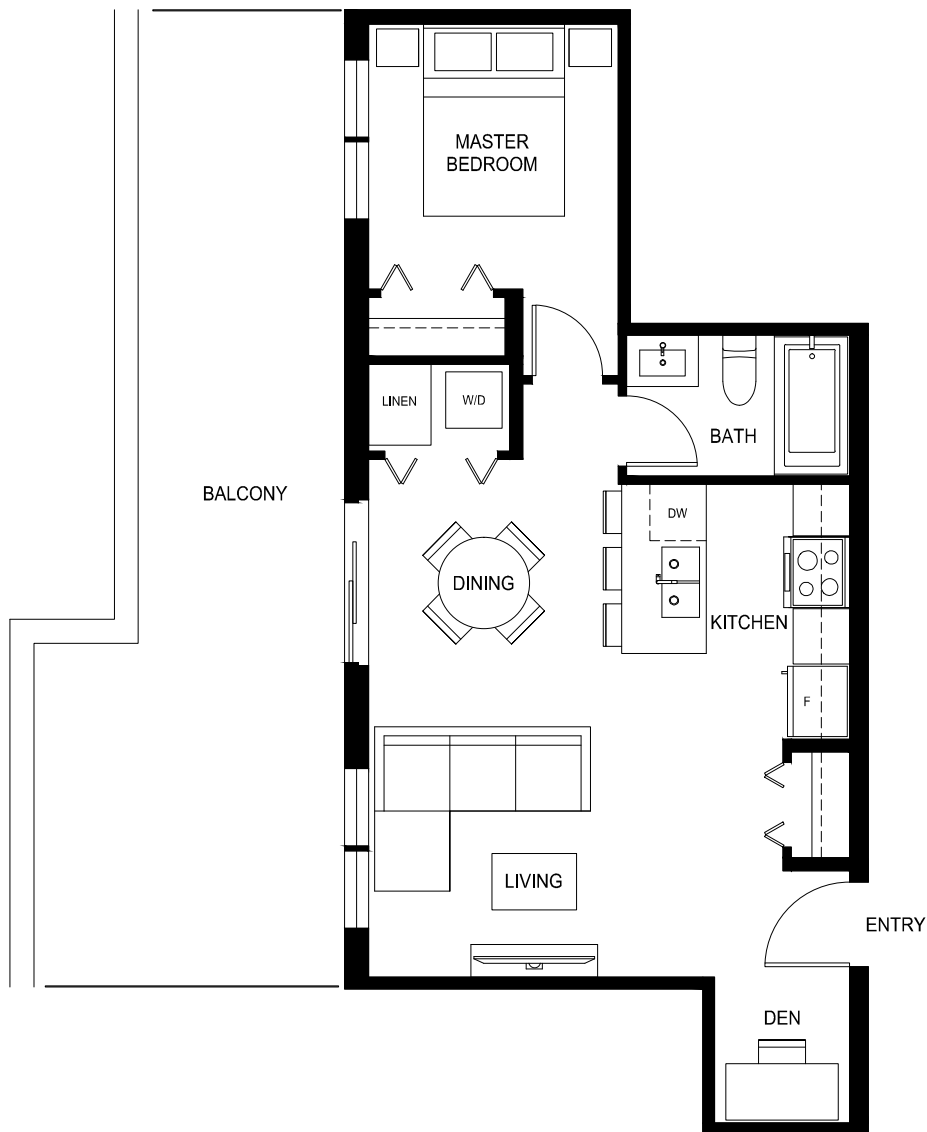 MASTER
BEDROOM
LINEN
W/D
BATH
BALCONY
DW
DINING
KITCHEN
F
LIVING
ENTRY
DEN